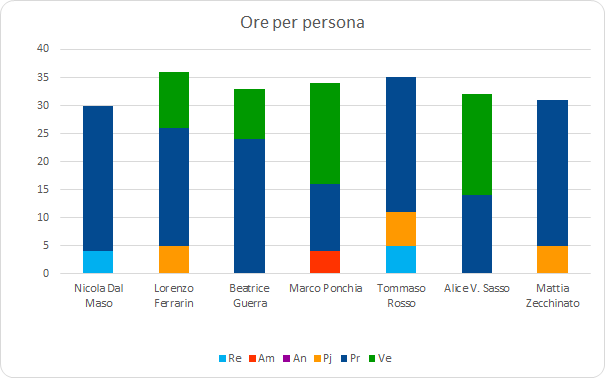 Ore per persona
40
35
30
25
20
15
10
5
0
Nicola Dal Maso
Lorenzo Ferrarin
Beatrice Guerra
Marco Ponchia
Tommaso Rosso
Alice V. Sasso
Mattia Zecchinato
Re Am An Pj Pr Ve